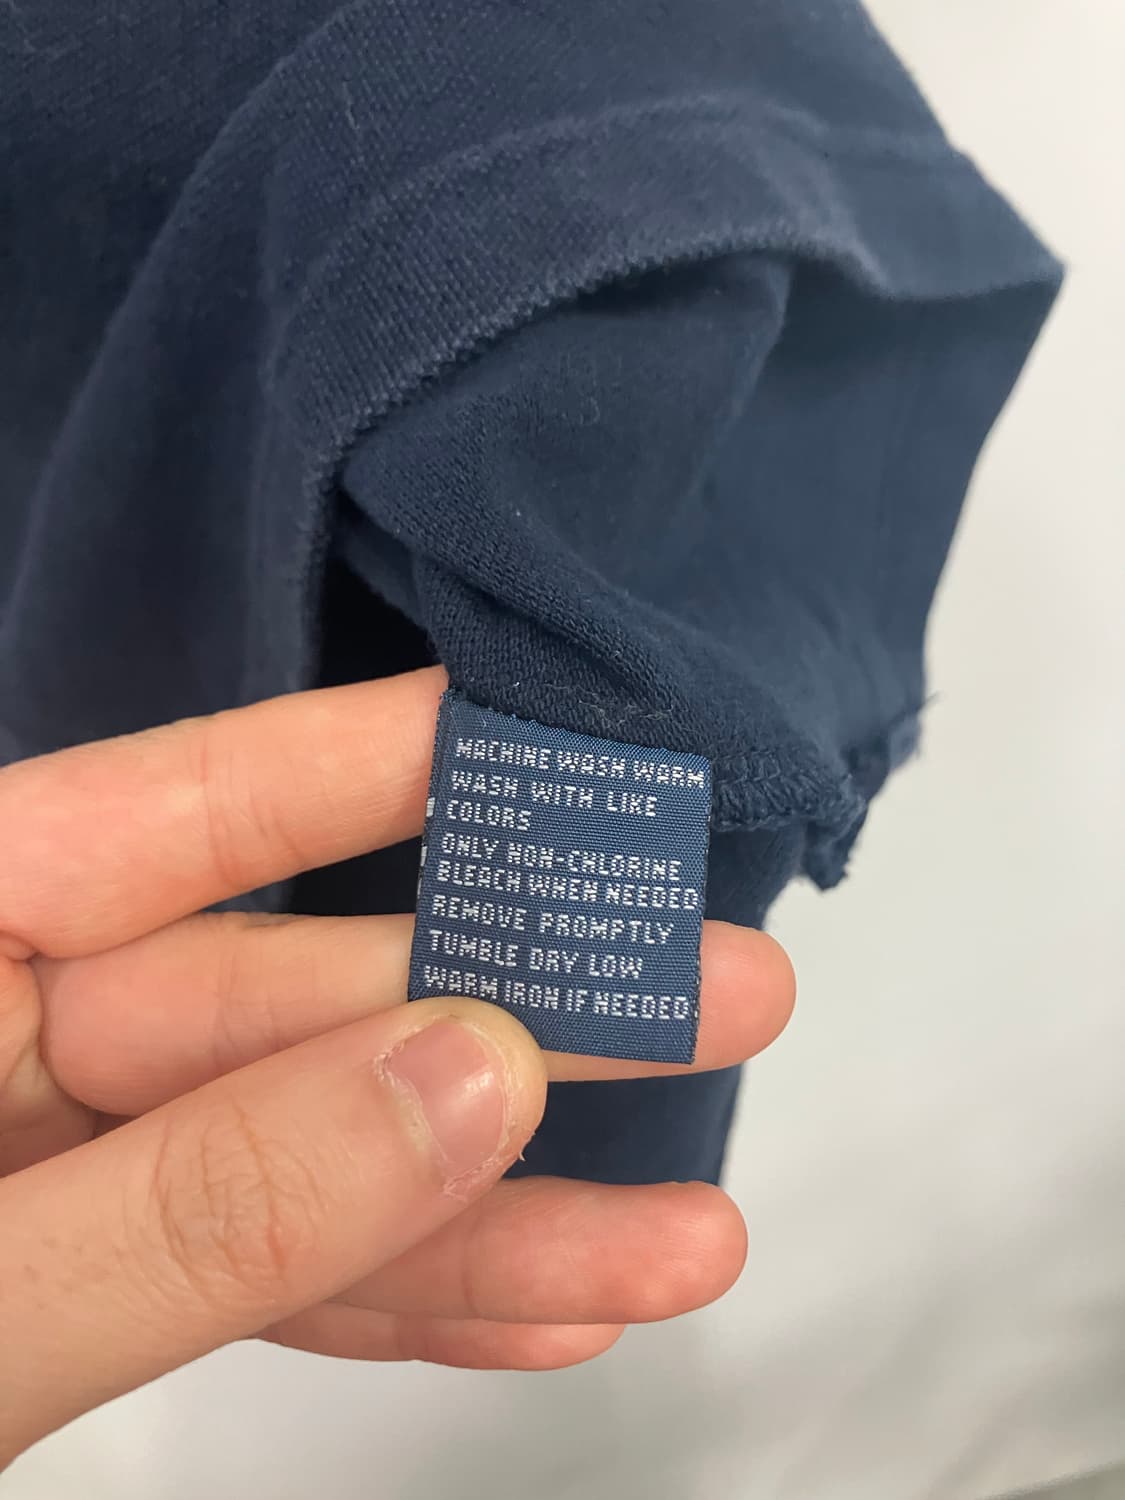 MACHINE WASH WARM
WASH WITH LIKE
COLORS
ONLY NON-CHLORINE
BLEACH WHEN NEEDED
REMOVE PROMPTLY
TUMBLE DRY LOW
WARM IRON IF NEEDED